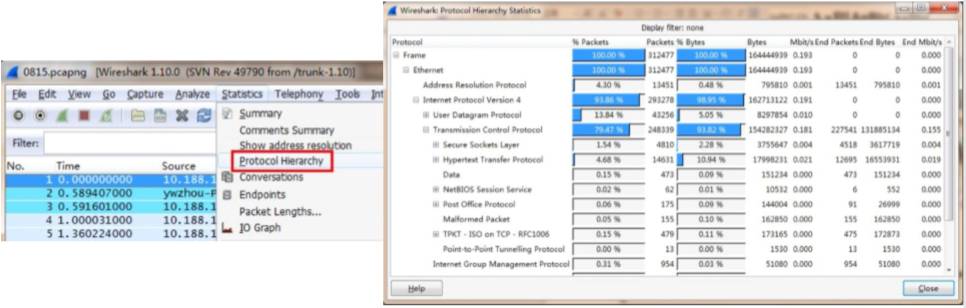 0815.pcapng [Wireshark 1.10.0 (SVN Rev 49790 from /trunk-1.10)]
File Edit View Go Capture Analyze Statistics Telephony Tools Int
Summary
Comments Summary
Show address resolution
Protocol Hierarchy
Conversations
Endpoints
Packet Lengths...
IO Graph
Filter:
No. Time Source
1 0.000000000 10.188.1
2 0.589407000 ywzhou-P
3 0.591601000 10.188.1
4 1.000031000 10.188.1
5 1.360224000 10.188.1
Wireshark: Protocol Hierarchy Statistics
Display filter: none
Protocol % Packets Packets % Bytes Bytes Mbit/s End Packets End Bytes End Mbit/s
Frame 100.00 % 312477 100.00 % 164444939 0.193 0 0 0.000
Ethernet 100.00 % 312477 100.00 % 164444939 0.193 0 0 0.000
Address Resolution Protocol 4.30 % 13451 0.48 % 795810 0.001 13451 795810 0.001
Internet Protocol Version 4 93.86 % 293278 98.95 % 162713122 0.191 0 0 0.000
User Datagram Protocol 13.84 % 43256 5.05 % 8297854 0.010 0 0 0.000
Transmission Control Protocol 79.47 % 248339 93.82 % 154282327 0.181 227541 131885134 0.155
Secure Sockets Layer 1.54 % 4810 2.28 % 3755647 0.004 4518 3617719 0.004
Hypertext Transfer Protocol 4.68 % 14631 10.94 % 17998231 0.021 12695 16553931 0.019
Data 0.15 % 473 0.09 % 151234 0.000 473 151234 0.000
NetBIOS Session Service 0.02 % 62 0.01 % 10532 0.000 6 552 0.000
Post Office Protocol 0.06 % 175 0.09 % 144004 0.000 91 26999 0.000
Malformed Packet 0.05 % 155 0.10 % 162850 0.000 155 162850 0.000
TPKT - ISO on TCP - RFC1006 0.15 % 479 0.11 % 173165 0.000 475 172873 0.000
Point-to-Point Tunnelling Protocol 0.00 % 13 0.00 % 1530 0.000 13 1530 0.000
Internet Group Management Protocol 0.31 % 954 0.03 % 51080 0.000 954 51080 0.000
Help Close